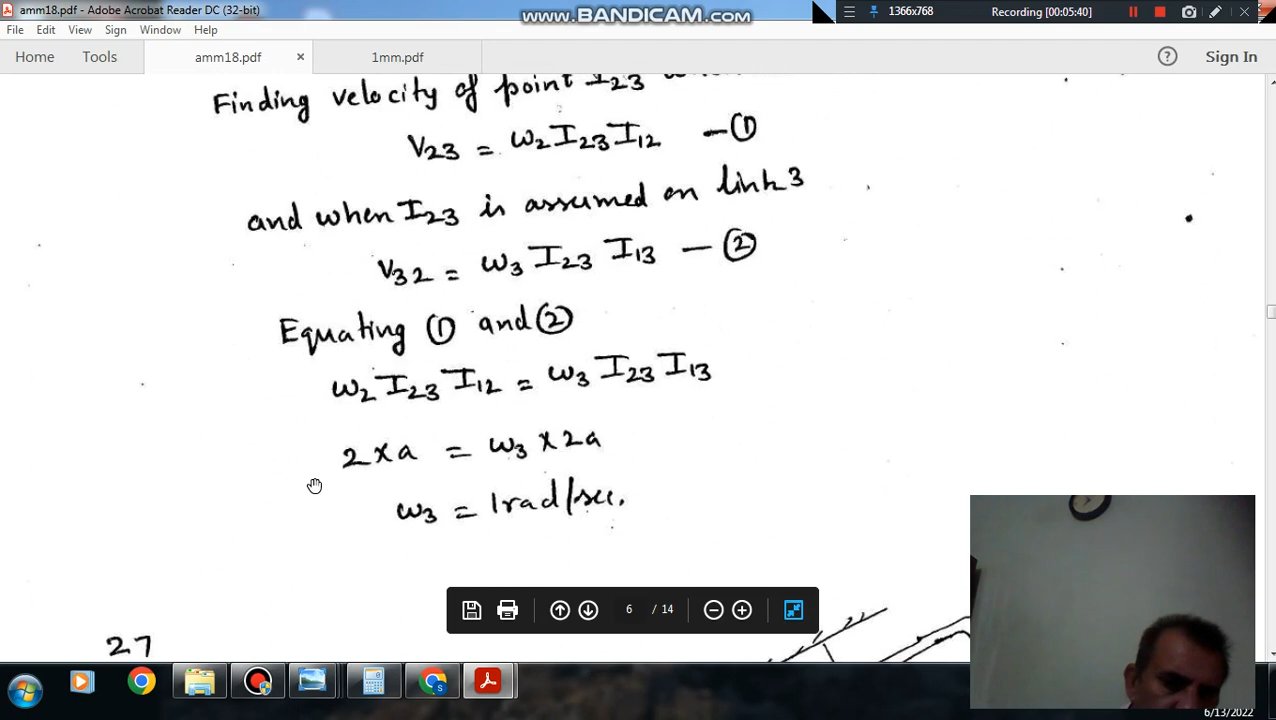 amm18.pdf - Adobe Acrobat Reader DC (32-bit)
www.BANDICAM.com
1366x768
Recording [00:05:40]
File Edit View Sign Window Help
Home Tools amm18.pdf × 1mm.pdf
? Sign In
Finding velocity of point I23
V23 = ω2 I23 I12 — ①
and when I23 is assumed on link 3
V32 = ω3 I23 I13 — ②
Equating ① and ②
ω2 I23 I12 = ω3 I23 I13
2 × a = ω3 × 2a
ω3 = 1 rad/sec.
6 / 14
27
6/13/2022